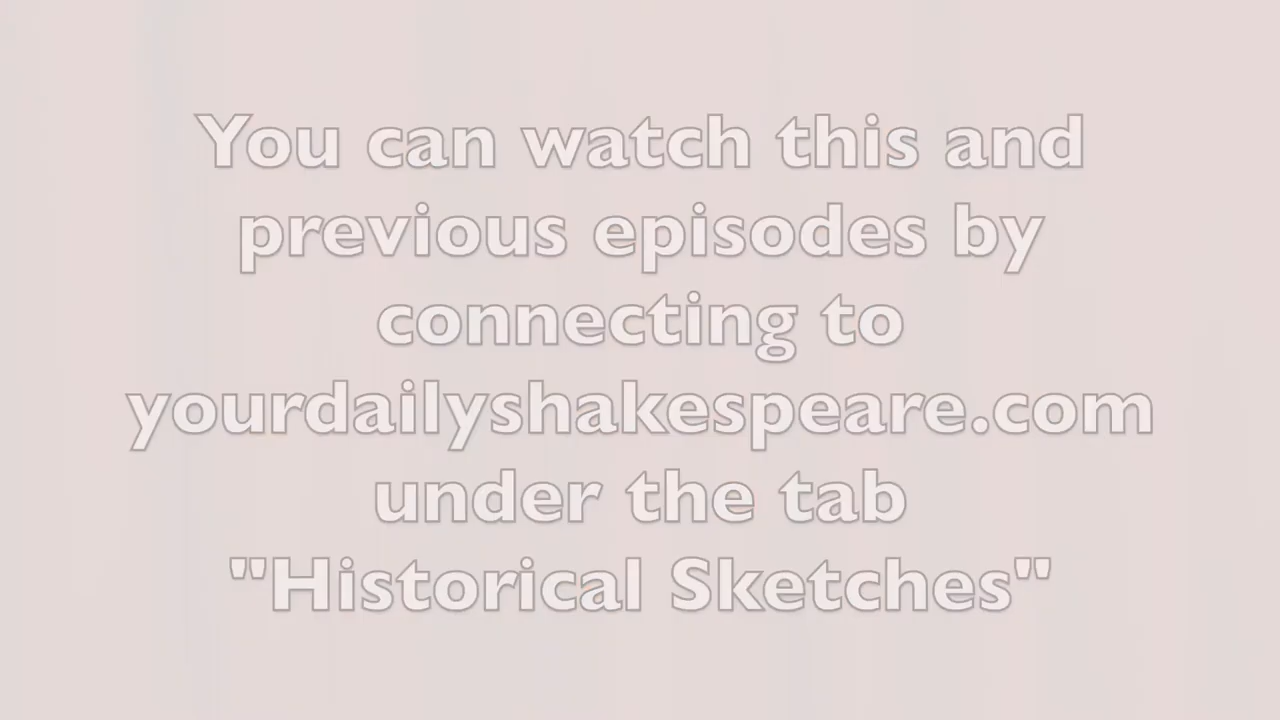 You can watch this and
previous episodes by
connecting to
yourdailyshakespeare.com
under the tab
"Historical Sketches"